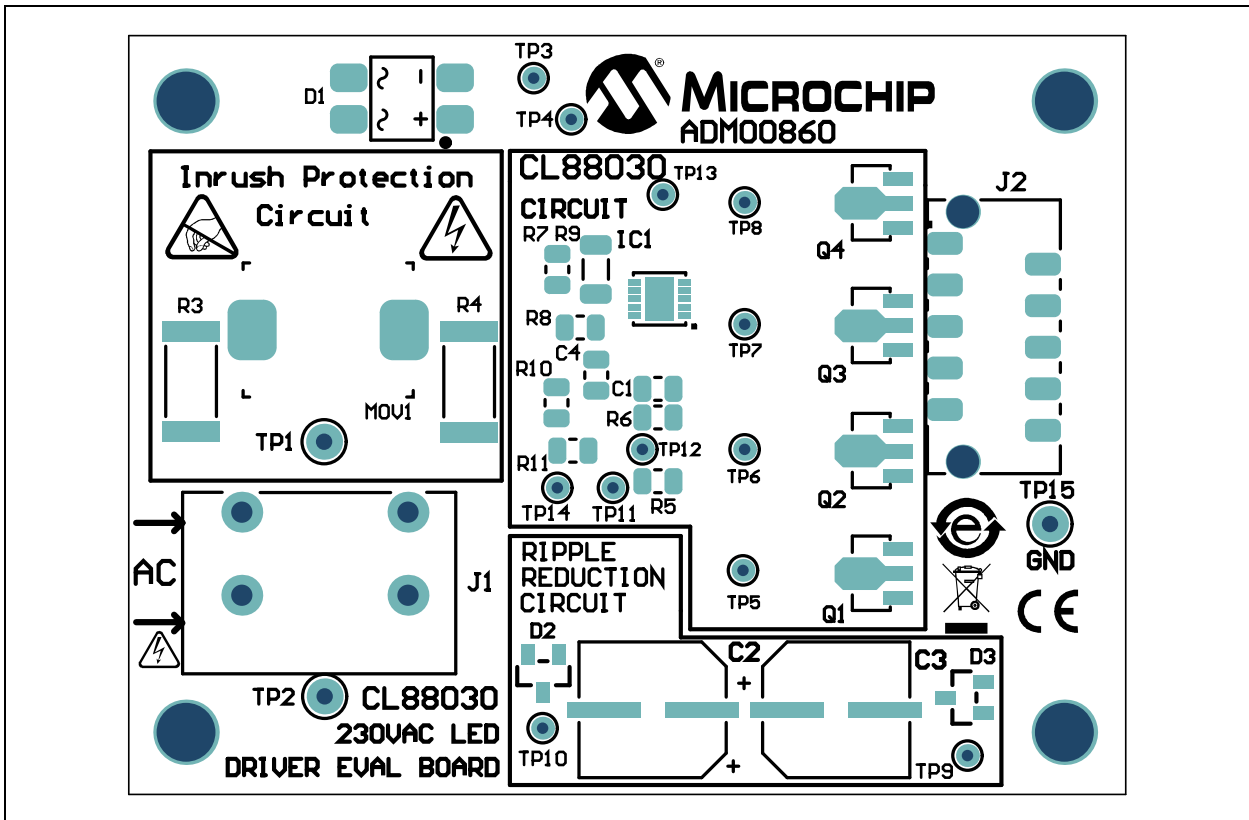 TP3
D1
~ -
~ +
TP4
®
MICROCHIP
ADM00860
Inrush Protection
Circuit
R3
R4
MOV1
TP1
CL88030
CIRCUIT
TP13
TP8
R7 R9
IC1
Q4
J2
R8
C4
TP7
Q3
R10
C1
R6
R11
TP12
TP6
TP14
TP11
R5
Q2
TP15
GND
e
CE
AC
J1
TP2
CL88030
230VAC LED
DRIVER EVAL BOARD
RIPPLE
REDUCTION
CIRCUIT
TP5
Q1
D2
C2
+
C3
D3
TP10
+
TP9